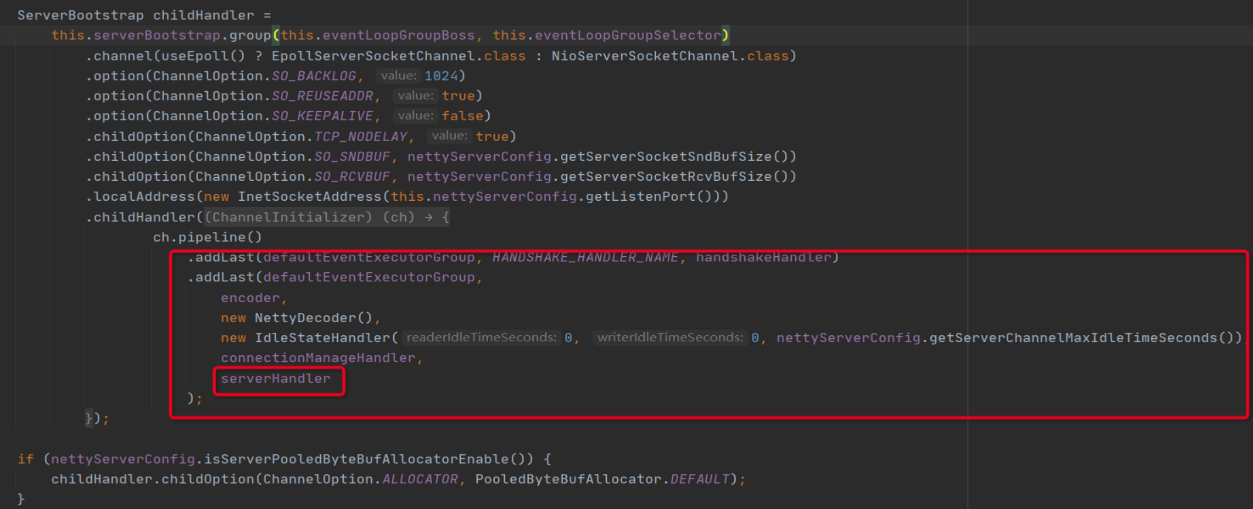 ServerBootstrap childHandler =
this.serverBootstrap.group(this.eventLoopGroupBoss, this.eventLoopGroupSelector)
.channel(useEpoll() ? EpollServerSocketChannel.class : NioServerSocketChannel.class)
.option(ChannelOption.SO_BACKLOG, value: 1024)
.option(ChannelOption.SO_REUSEADDR, value: true)
.option(ChannelOption.SO_KEEPALIVE, value: false)
.childOption(ChannelOption.TCP_NODELAY, value: true)
.childOption(ChannelOption.SO_SNDBUF, nettyServerConfig.getServerSocketSndBufSize())
.childOption(ChannelOption.SO_RCVBUF, nettyServerConfig.getServerSocketRcvBufSize())
.localAddress(new InetSocketAddress(this.nettyServerConfig.getListenPort()))
.childHandler((ChannelInitializer) (ch) → {
ch.pipeline()
.addLast(defaultEventExecutorGroup, HANDSHAKE_HANDLER_NAME, handshakeHandler)
.addLast(defaultEventExecutorGroup,
encoder,
new NettyDecoder(),
new IdleStateHandler( readerIdleTimeSeconds: 0, writerIdleTimeSeconds: 0, nettyServerConfig.getServerChannelMaxIdleTimeSeconds()),
connectionManageHandler,
serverHandler
);
});
if (nettyServerConfig.isServerPooledByteBufAllocatorEnable()) {
childHandler.childOption(ChannelOption.ALLOCATOR, PooledByteBufAllocator.DEFAULT);
}